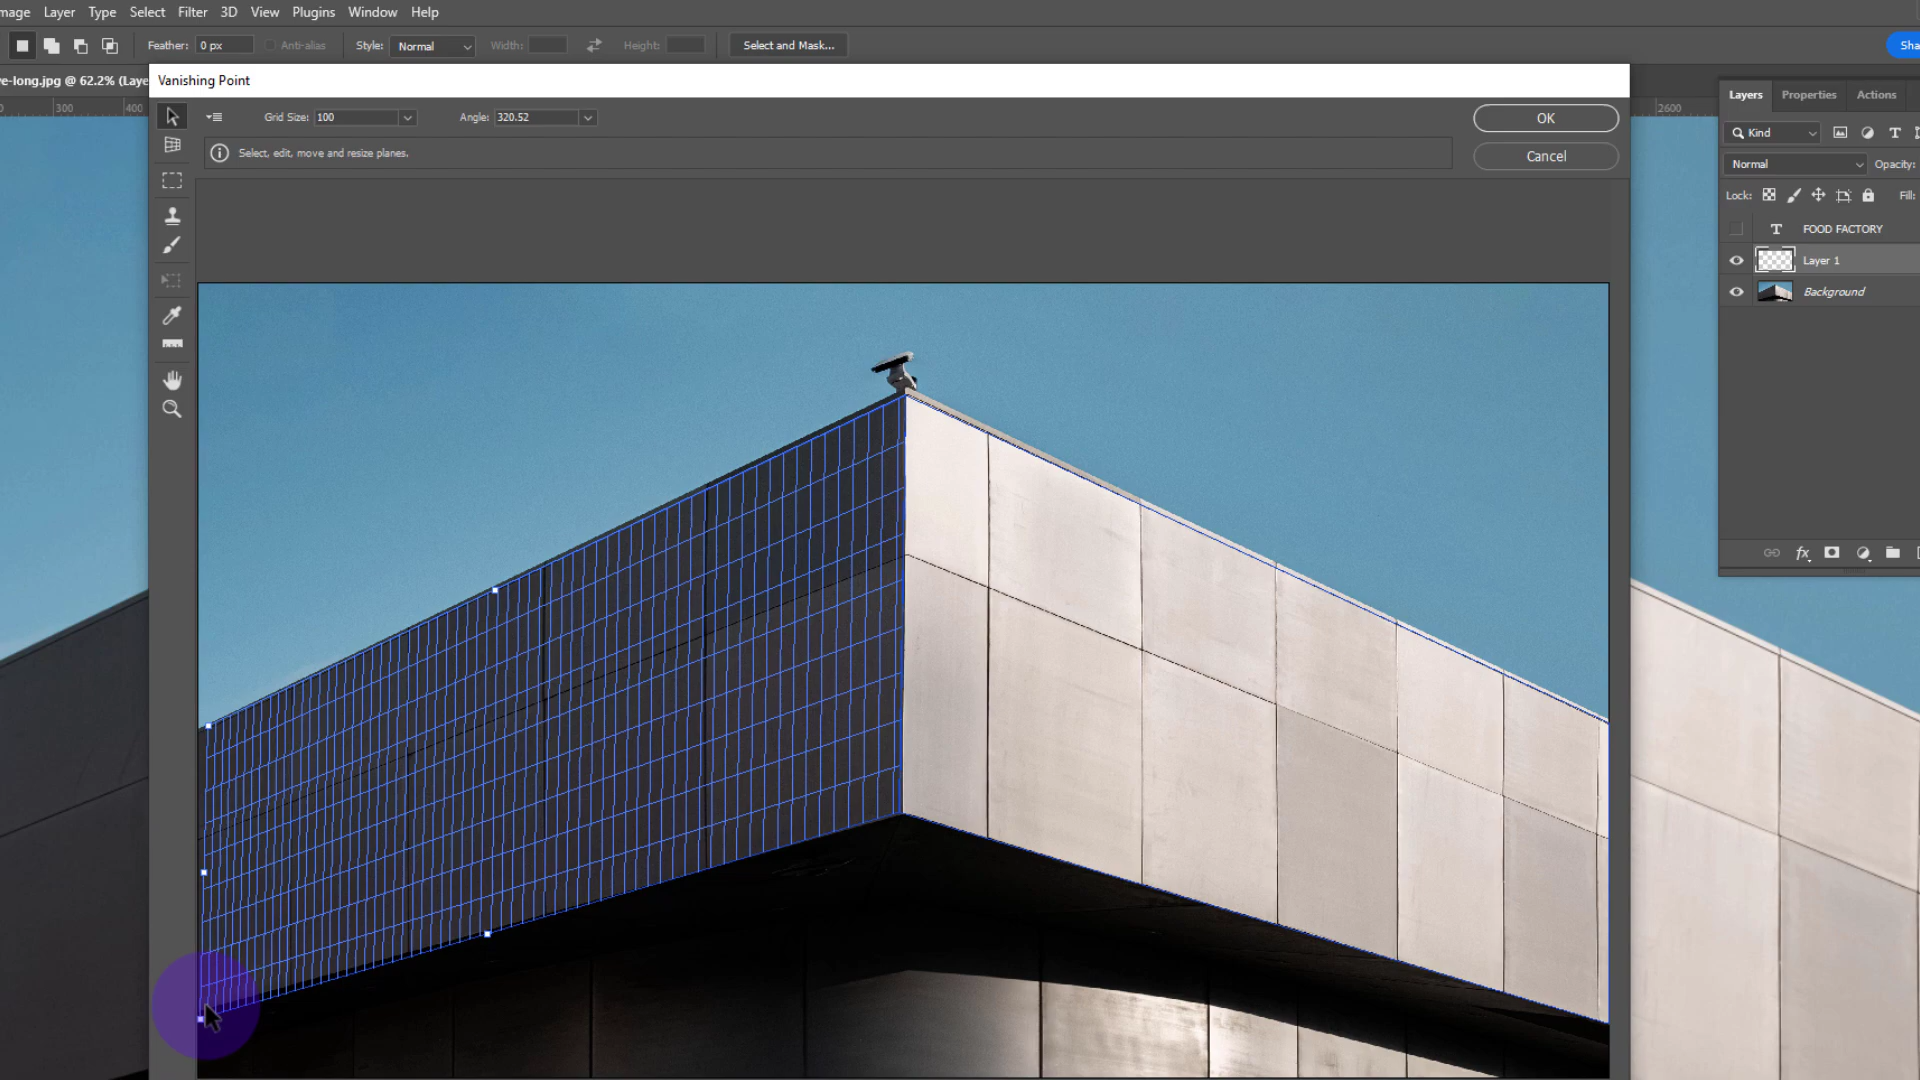 mage Layer Type Select Filter 3D View Plugins Window Help
Feather: 0 px Anti-alias Style: Normal Width: Height: Select and Mask... Sha
ve-long.jpg @ 62.2% (Laye
Vanishing Point
300 400 2600
Grid Size: 100 Angle: 320.52 OK
Select, edit, move and resize planes. Cancel
Layers Properties Actions
Kind
Normal Opacity:
Lock: Fill:
T FOOD FACTORY
Layer 1
Background
fx